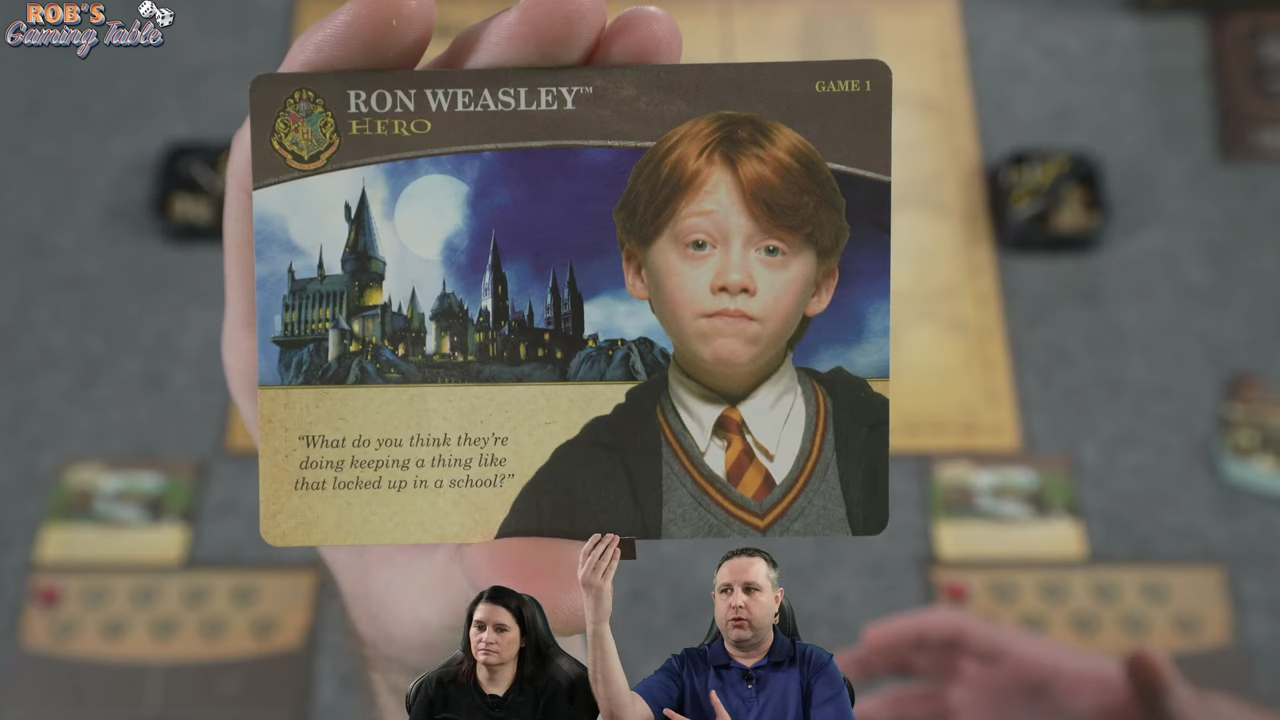 ROB'S
Gaming Table
RON WEASLEY™
HERO
GAME 1
“What do you think they’re
doing keeping a thing like
that locked up in a school?”